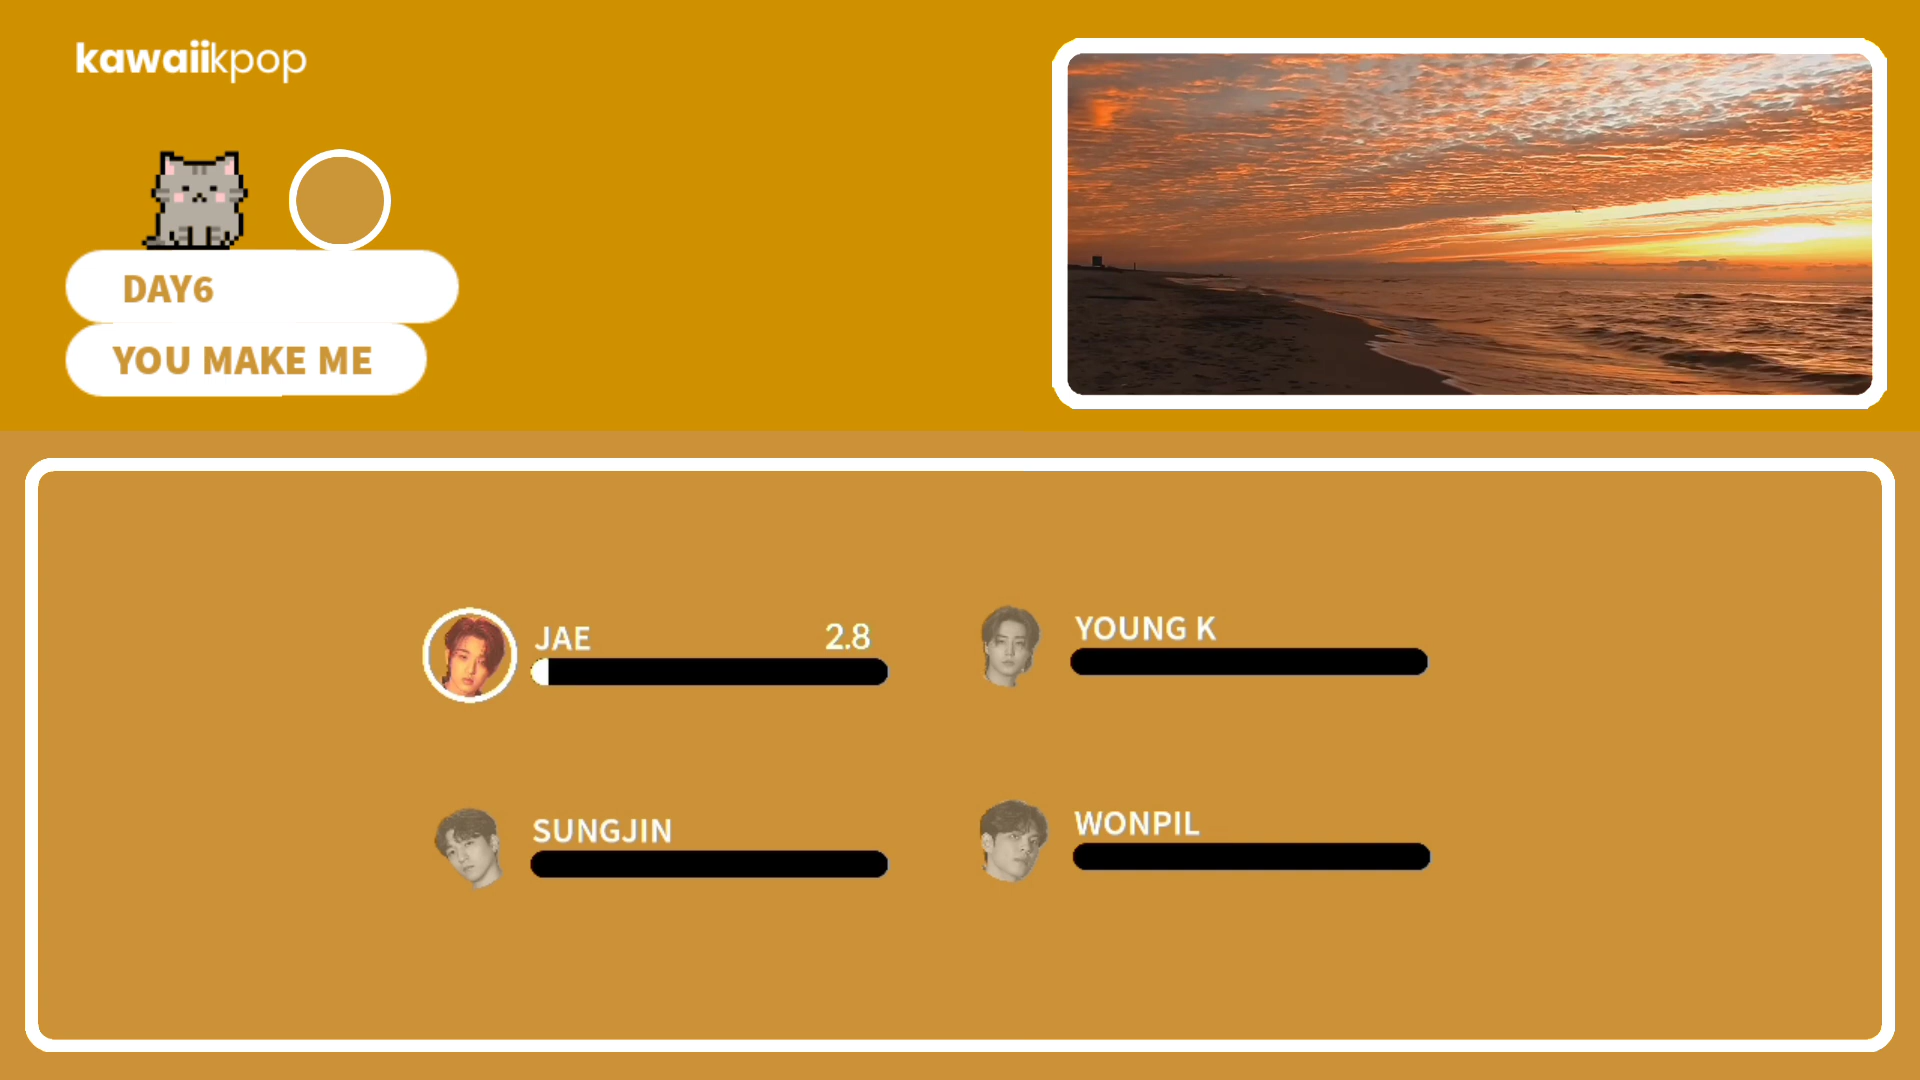 kawaiikpop
DAY6
YOU MAKE ME
JAE 2.8
YOUNG K
SUNGJIN
WONPIL